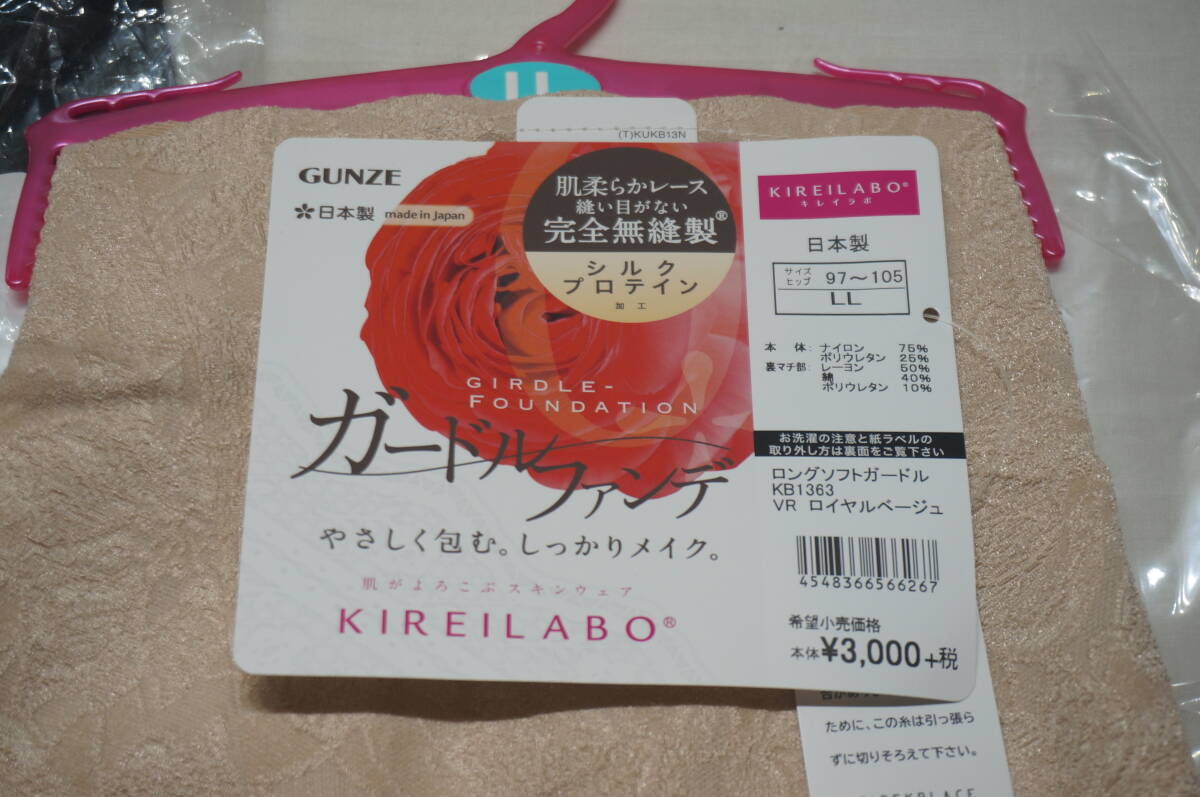 LL
(T)KUKB13N
GUNZE
日本製 made in Japan
肌柔らかレース
縫い目がない
完全無縫製®
シルク
プロテイン
加工
GIRDLE-
FOUNDATION
ガードル
ファンデ
やさしく包む。しっかりメイク。
肌がよろこぶスキンウェア
KIREILABO®
KIREILABO®
キレイラボ
日本製
サイズ
ヒップ 97〜105
LL
本 体: ナイロン 75%
ポリウレタン 25%
裏マチ部: レーヨン 50%
綿 40%
ポリウレタン 10%
お洗濯の注意と紙ラベルの
取り外し方は裏面をご覧下さい
ロングソフトガードル
KB1363
VR ロイヤルベージュ
4548366566267
希望小売価格
本体¥3,000+税
ために、この糸は引っ張ら
ずに切りそろえて下さい。